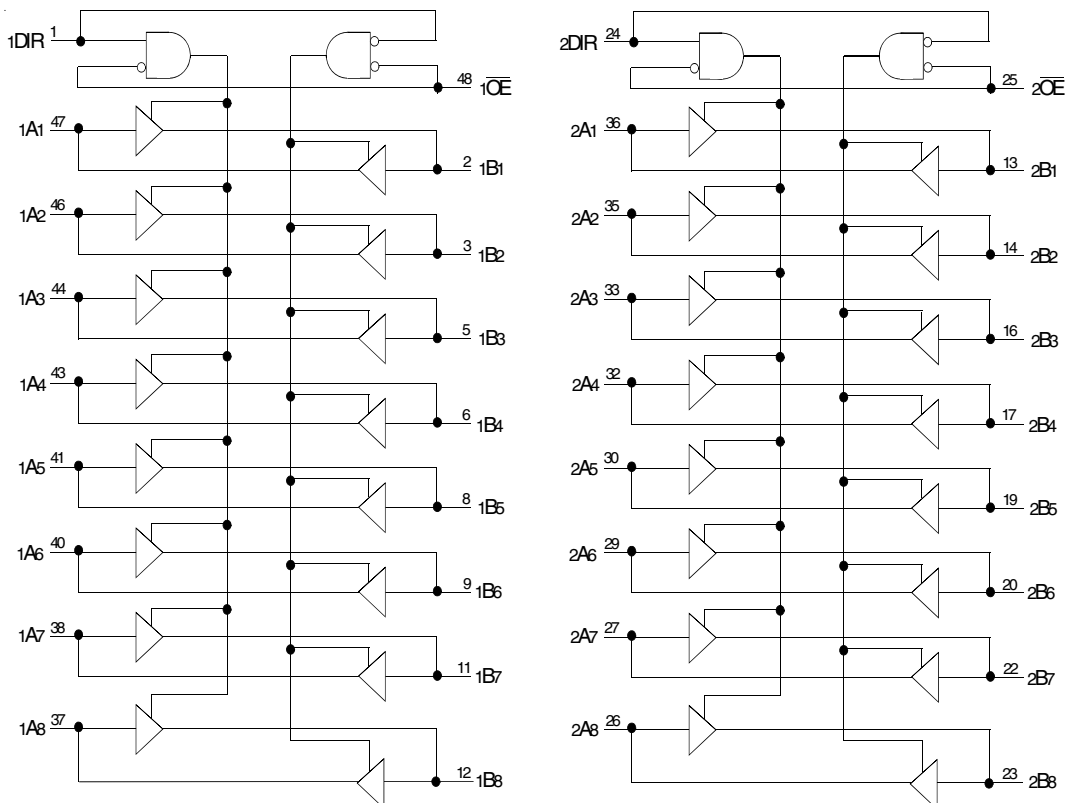 1DIR 1
48 1OE
1A1 47
2 1B1
1A2 46
3 1B2
1A3 44
5 1B3
1A4 43
6 1B4
1A5 41
8 1B5
1A6 40
9 1B6
1A7 38
11 1B7
1A8 37
12 1B8
2DIR 24
25 2OE
2A1 36
13 2B1
2A2 35
14 2B2
2A3 33
16 2B3
2A4 32
17 2B4
2A5 30
19 2B5
2A6 29
20 2B6
2A7 27
22 2B7
2A8 26
23 2B8